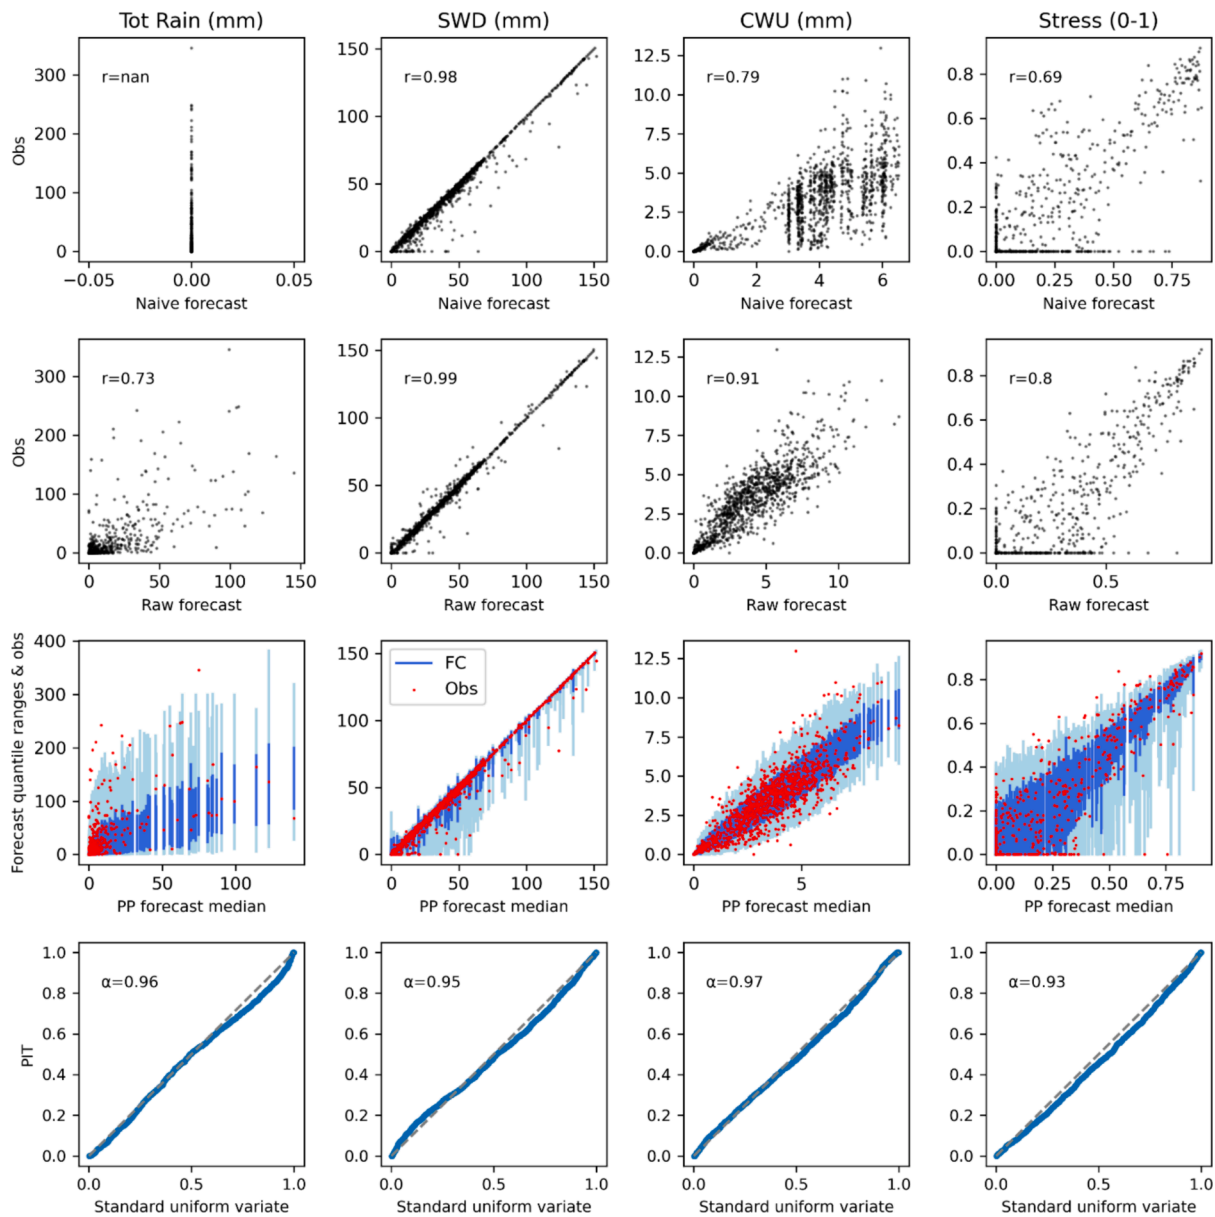 Tot Rain (mm) SWD (mm) CWU (mm) Stress (0-1)
r=nan r=0.98 r=0.79 r=0.69
Obs
300 200 100 0
150 100 50 0
12.5 10.0 7.5 5.0 2.5 0.0
0.8 0.6 0.4 0.2 0.0
−0.05 0.00 0.05 0 50 100 150 0 2 4 6 0.00 0.25 0.50 0.75
Naive forecast Naive forecast Naive forecast Naive forecast
r=0.73 r=0.99 r=0.91 r=0.8
Obs
300 200 100 0
150 100 50 0
12.5 10.0 7.5 5.0 2.5 0.0
0.8 0.6 0.4 0.2 0.0
0 50 100 150 0 50 100 150 0 5 10 0.0 0.5
Raw forecast Raw forecast Raw forecast Raw forecast
Forecast quantile ranges & obs
400 300 200 100 0
150 100 50 0
12.5 10.0 7.5 5.0 2.5 0.0
0.8 0.6 0.4 0.2 0.0
FC
Obs
0 100 0 50 100 150 0 5 0.00 0.25 0.50 0.75
PP forecast median PP forecast median PP forecast median PP forecast median
α=0.96 α=0.95 α=0.97 α=0.93
PIT
1.0 0.8 0.6 0.4 0.2 0.0
1.0 0.8 0.6 0.4 0.2 0.0
1.0 0.8 0.6 0.4 0.2 0.0
1.0 0.8 0.6 0.4 0.2 0.0
0.0 0.5 1.0 0.0 0.5 1.0 0.0 0.5 1.0 0.0 0.5 1.0
Standard uniform variate Standard uniform variate Standard uniform variate Standard uniform variate